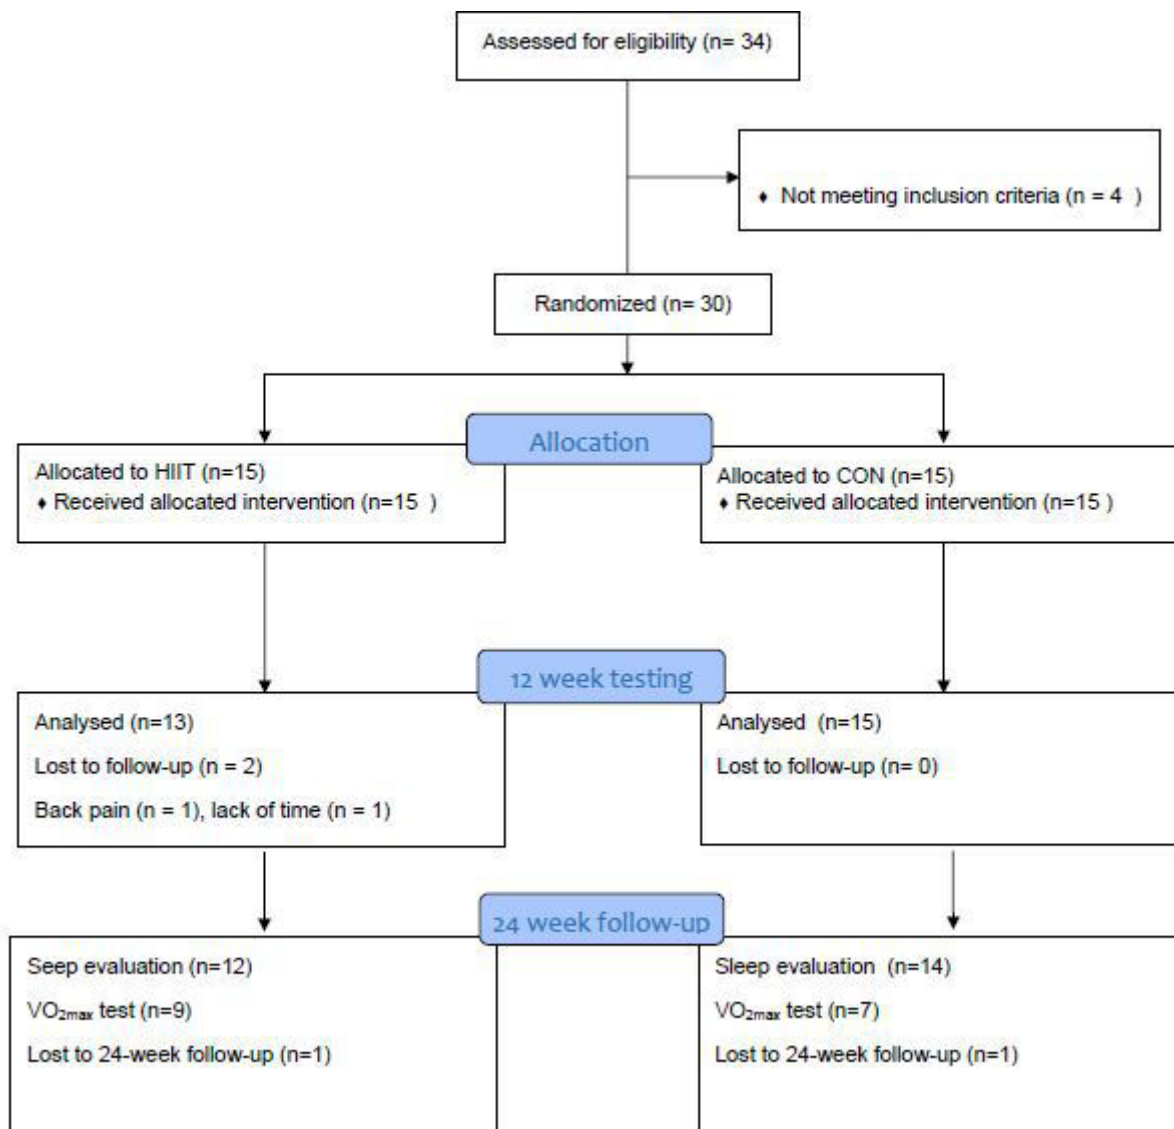 Assessed for eligibility (n= 34)
♦ Not meeting inclusion criteria (n = 4 )
Randomized (n= 30)
Allocation
Allocated to HIIT (n=15)
♦ Received allocated intervention (n=15 )
Allocated to CON (n=15)
♦ Received allocated intervention (n=15 )
12 week testing
Analysed (n=13)
Lost to follow-up (n = 2)
Back pain (n = 1), lack of time (n = 1)
Analysed (n=15)
Lost to follow-up (n= 0)
24 week follow-up
Seep evaluation (n=12)
VO2max test (n=9)
Lost to 24-week follow-up (n=1)
Sleep evaluation (n=14)
VO2max test (n=7)
Lost to 24-week follow-up (n=1)